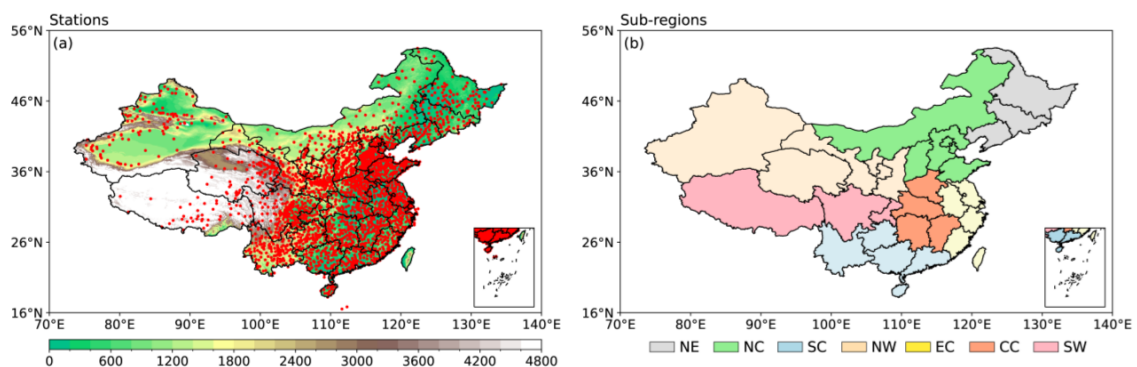 Stations
(a)
56°N
46°N
36°N
26°N
16°N
70°E 80°E 90°E 100°E 110°E 120°E 130°E 140°E
0 600 1200 1800 2400 3000 3600 4200 4800
Sub-regions
(b)
56°N
46°N
36°N
26°N
16°N
70°E 80°E 90°E 100°E 110°E 120°E 130°E 140°E
NE NC SC NW EC CC SW